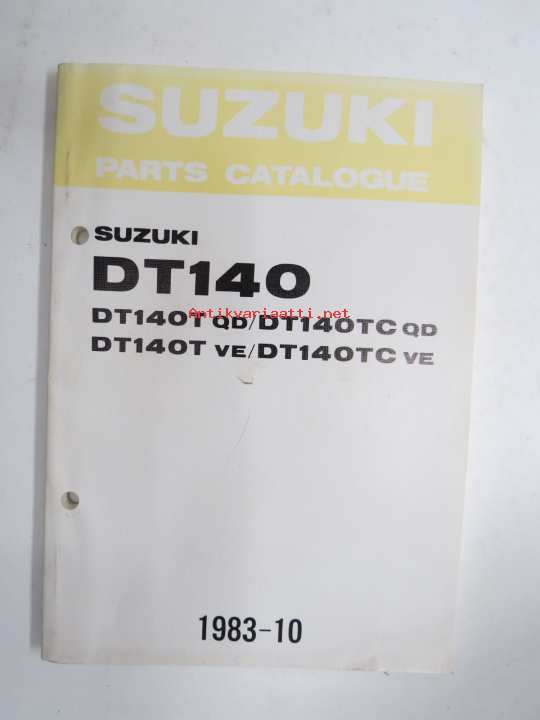 SUZUKI
PARTS CATALOGUE
SUZUKI
DT140
Antikvariaatti.net
DT140T QD/DT140TC QD
DT140T VE/DT140TC VE
1983-10